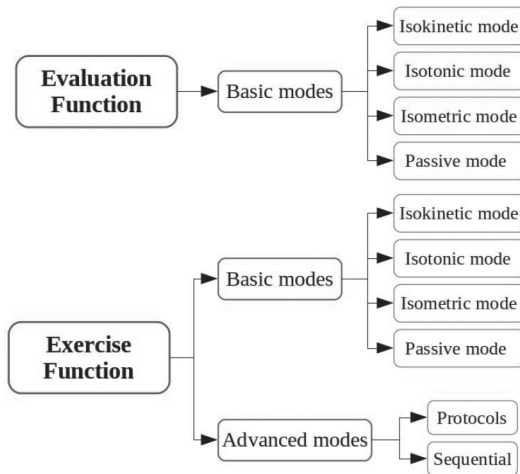 Evaluation
Function
Basic modes
Isokinetic mode
Isotonic mode
Isometric mode
Passive mode
Exercise
Function
Basic modes
Isokinetic mode
Isotonic mode
Isometric mode
Passive mode
Advanced modes
Protocols
Sequential